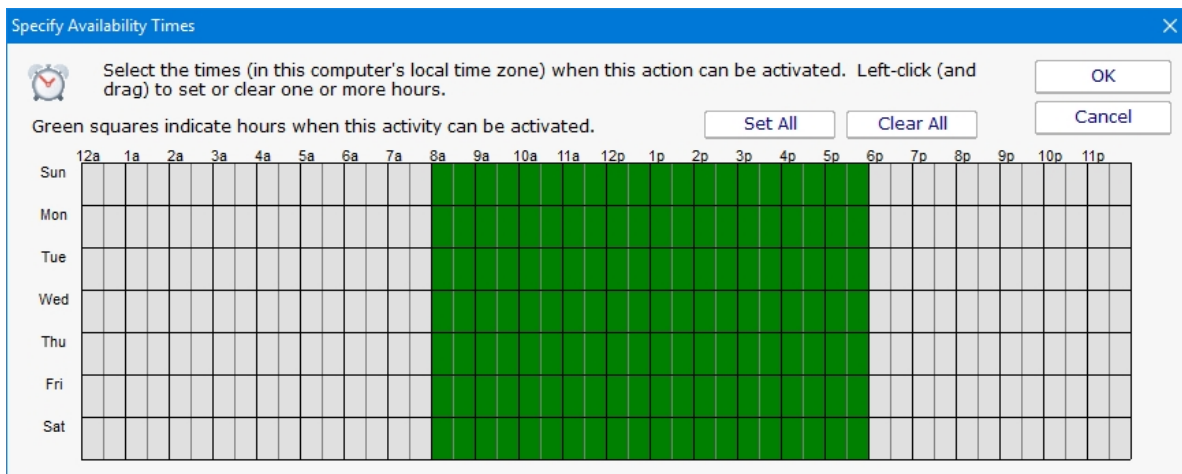 Specify Availability Times
Select the times (in this computer's local time zone) when this action can be activated.  Left-click (and
drag) to set or clear one or more hours.
OK
Cancel
Green squares indicate hours when this activity can be activated.
Set All
Clear All
12a 1a 2a 3a 4a 5a 6a 7a 8a 9a 10a 11a 12p 1p 2p 3p 4p 5p 6p 7p 8p 9p 10p 11p
Sun
Mon
Tue
Wed
Thu
Fri
Sat